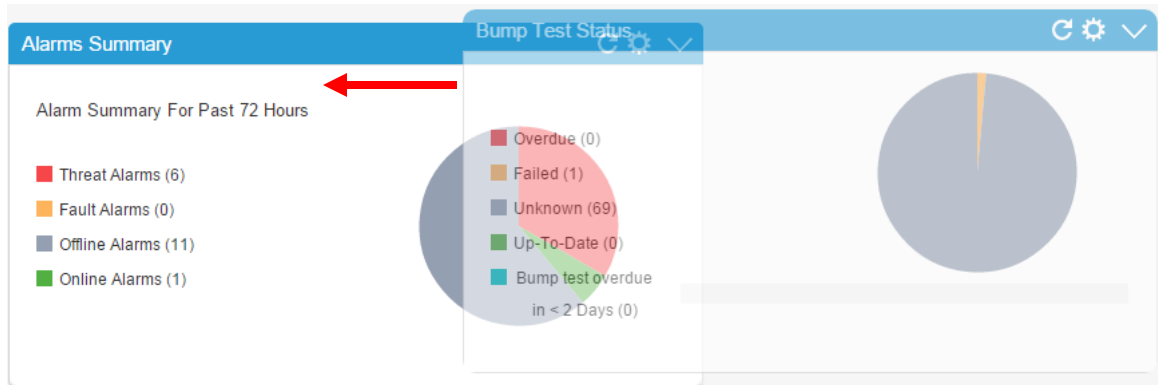 Alarms Summary
Alarm Summary For Past 72 Hours
Threat Alarms (6)
Fault Alarms (0)
Offline Alarms (11)
Online Alarms (1)
Bump Test Status
Overdue (0)
Failed (1)
Unknown (69)
Up-To-Date (0)
Bump test overdue
in < 2 Days (0)